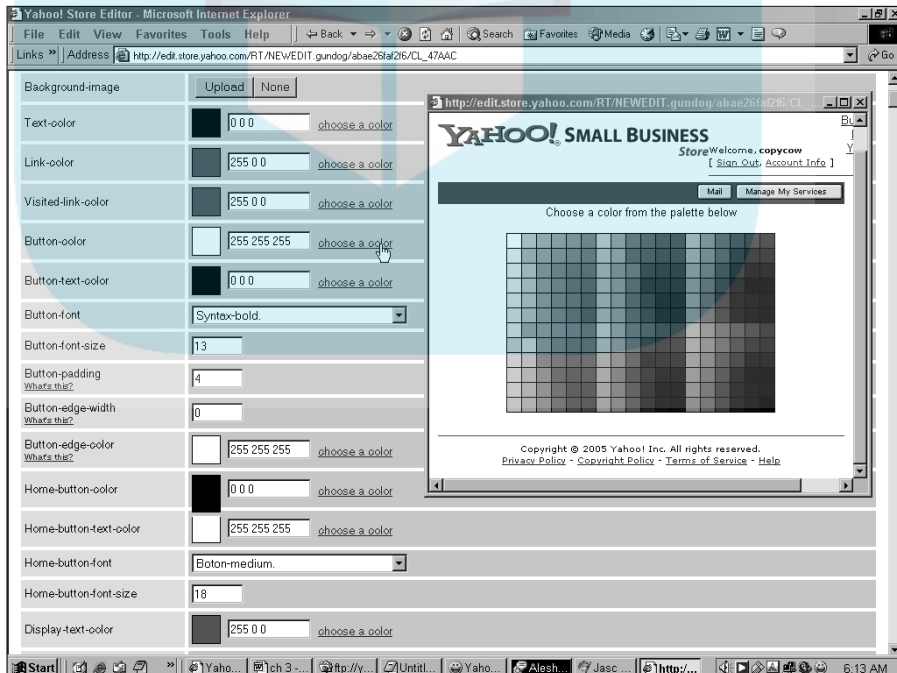 Yahoo! Store Editor - Microsoft Internet Explorer
File Edit View Favorites Tools Help Back Search Favorites Media
Links » Address http://edit.store.yahoo.com/RT/NEWEDIT.gundog/abae26faf2f6/CL_47AAC Go
Background-image Upload None
Text-color 0 0 0 choose a color
Link-color 255 0 0 choose a color
Visited-link-color 255 0 0 choose a color
Button-color 255 255 255 choose a color
Button-text-color 0 0 0 choose a color
Button-font Syntax-bold.
Button-font-size 13
Button-padding 4
What's this?
Button-edge-width 0
What's this?
Button-edge-color 255 255 255 choose a color
What's this?
Home-button-color 0 0 0 choose a color
Home-button-text-color 255 255 255 choose a color
Home-button-font Boton-medium.
Home-button-font-size 18
Display-text-color 255 0 0 choose a color
http://edit.store.yahoo.com/RT/NEWEDIT.gundog/abae26faf2f6/CL_
YAHOO! SMALL BUSINESS
Store Welcome, copycow
[ Sign Out, Account Info ]
Mail Manage My Services
Choose a color from the palette below
Copyright © 2005 Yahoo! Inc. All rights reserved.
Privacy Policy - Copyright Policy - Terms of Service - Help
Start » Yaho... ch 3 -... ftp://y... Untitl... Yaho... Alesh... Jasc ... http:/... 6:13 AM